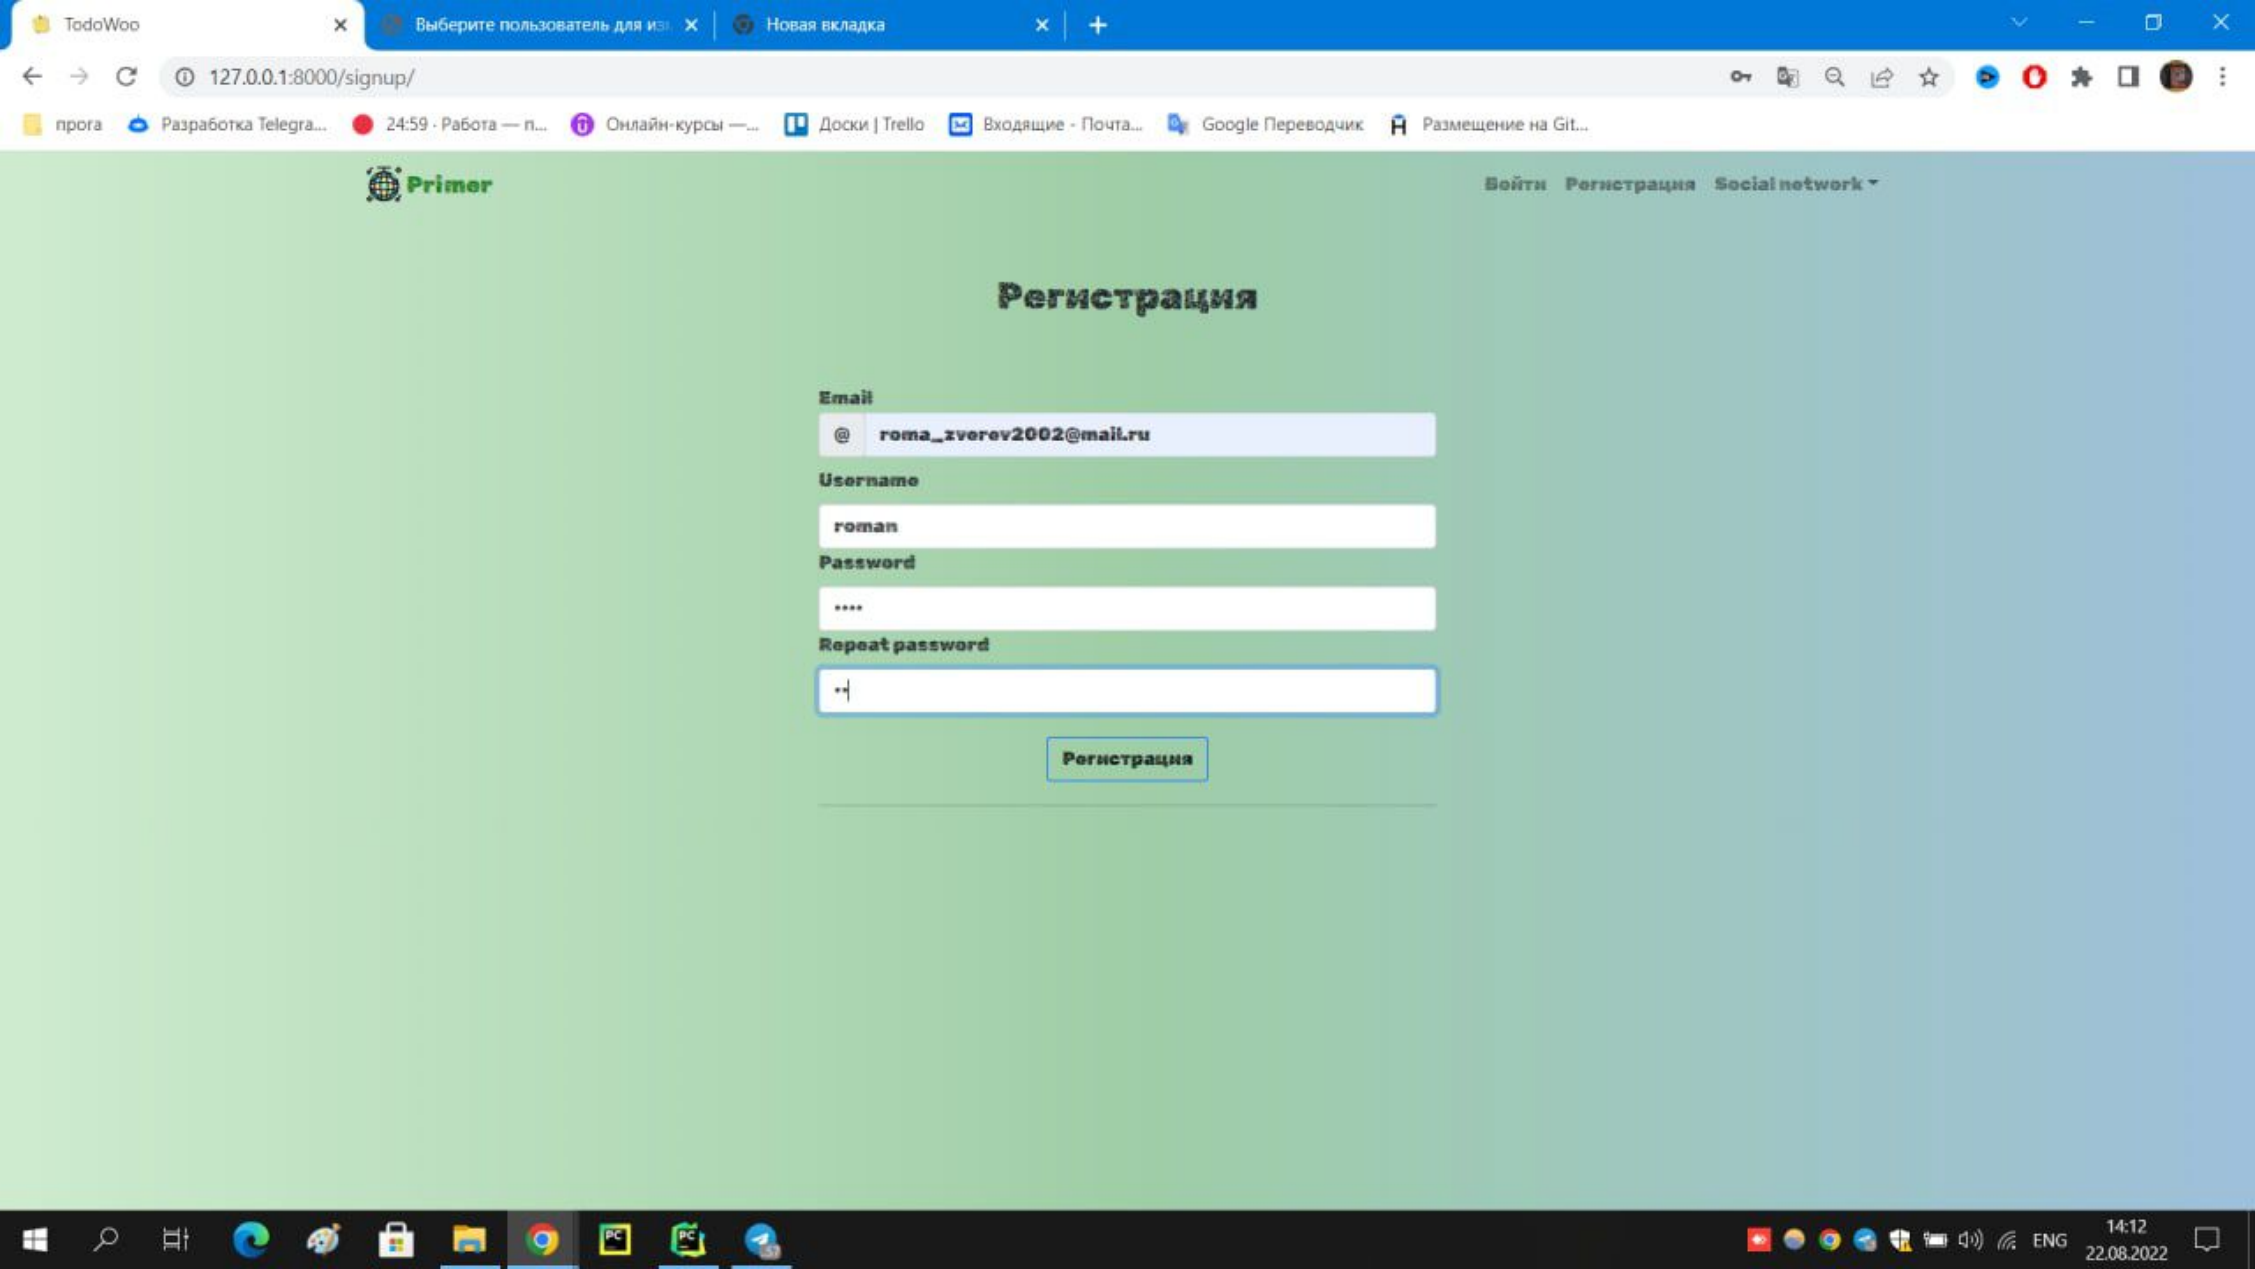 TodoWoo
Выберите пользователь для из
Новая вкладка
127.0.0.1:8000/signup/
прога
Разработка Telegra...
24:59 - Работа — п...
Онлайн-курсы —...
Доски | Trello
Входящие - Почта...
Google Переводчик
Размещение на Git...
Primer
Войти
Регистрация
Social network
Регистрация
Email
@
roma_zverev2002@mail.ru
Username
roman
Password
••••
Repeat password
••
Регистрация
ENG
14:12
22.08.2022